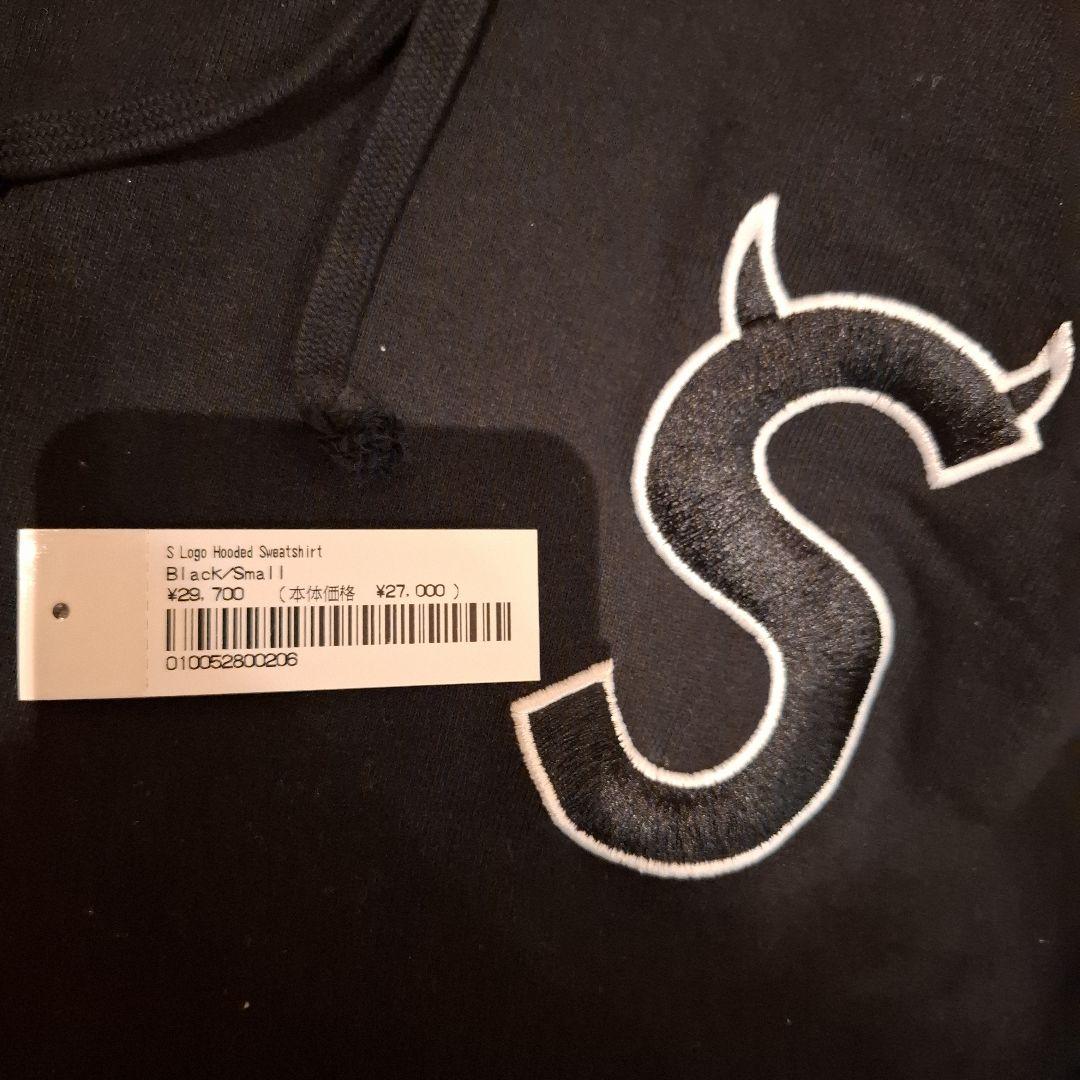 S Logo Hooded Sweatshirt
Black/Small
¥29,700 (本体価格 ¥27,000 )
010052800206
S